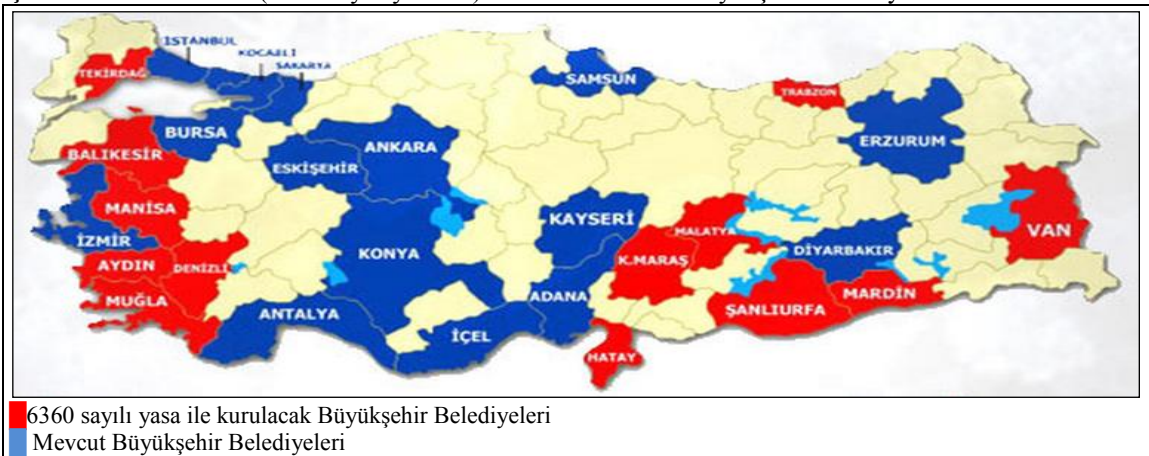 İSTANBUL
KOCAELİ
SAKARYA
TEKİRDAĞ
SAMSUN
TRABZON
BURSA
ANKARA
ERZURUM
BALIKESİR
ESKİŞEHİR
MANİSA
KAYSERİ
MALATYA
VAN
İZMİR
KONYA
DİYARBAKIR
AYDIN
DENİZLİ
K.MARAŞ
MUĞLA
ADANA
MARDİN
ANTALYA
ŞANLIURFA
İÇEL
HATAY
6360 sayılı yasa ile kurulacak Büyükşehir Belediyeleri
Mevcut Büyükşehir Belediyeleri